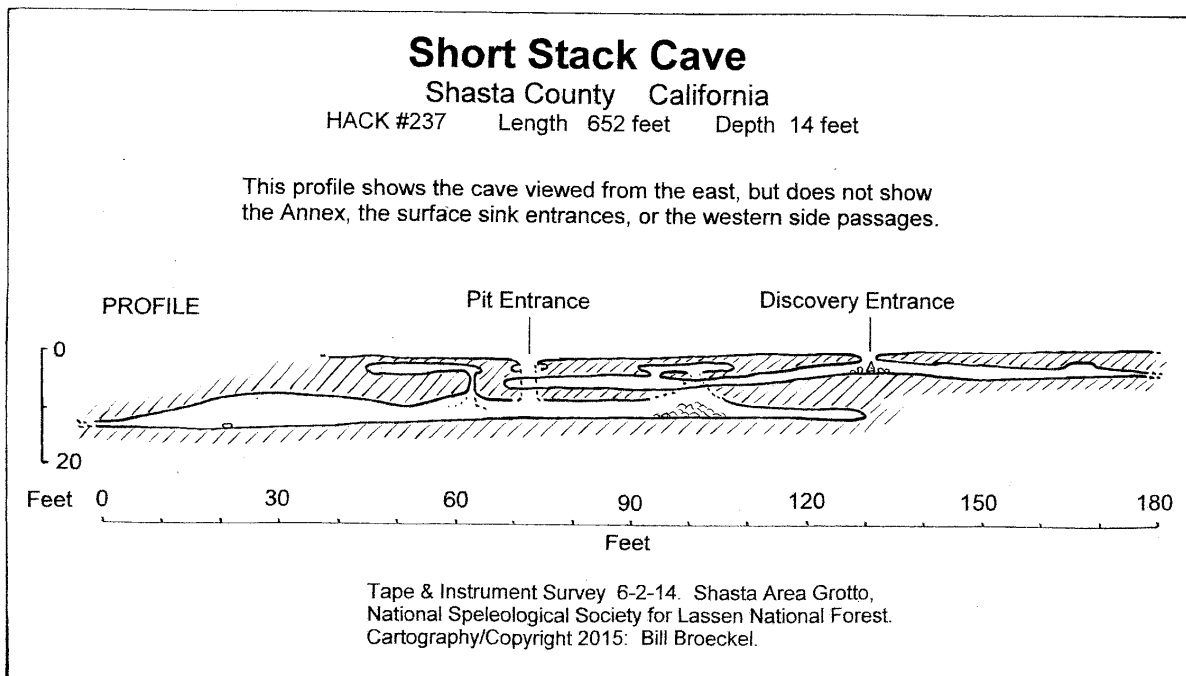 Short Stack Cave
Shasta County California
HACK #237 Length 652 feet Depth 14 feet
This profile shows the cave viewed from the east, but does not show
the Annex, the surface sink entrances, or the western side passages.
PROFILE
Pit Entrance
Discovery Entrance
0
20
Feet 0 30 60 90 120 150 180
Feet
Tape & Instrument Survey 6-2-14. Shasta Area Grotto,
National Speleological Society for Lassen National Forest.
Cartography/Copyright 2015: Bill Broeckel.